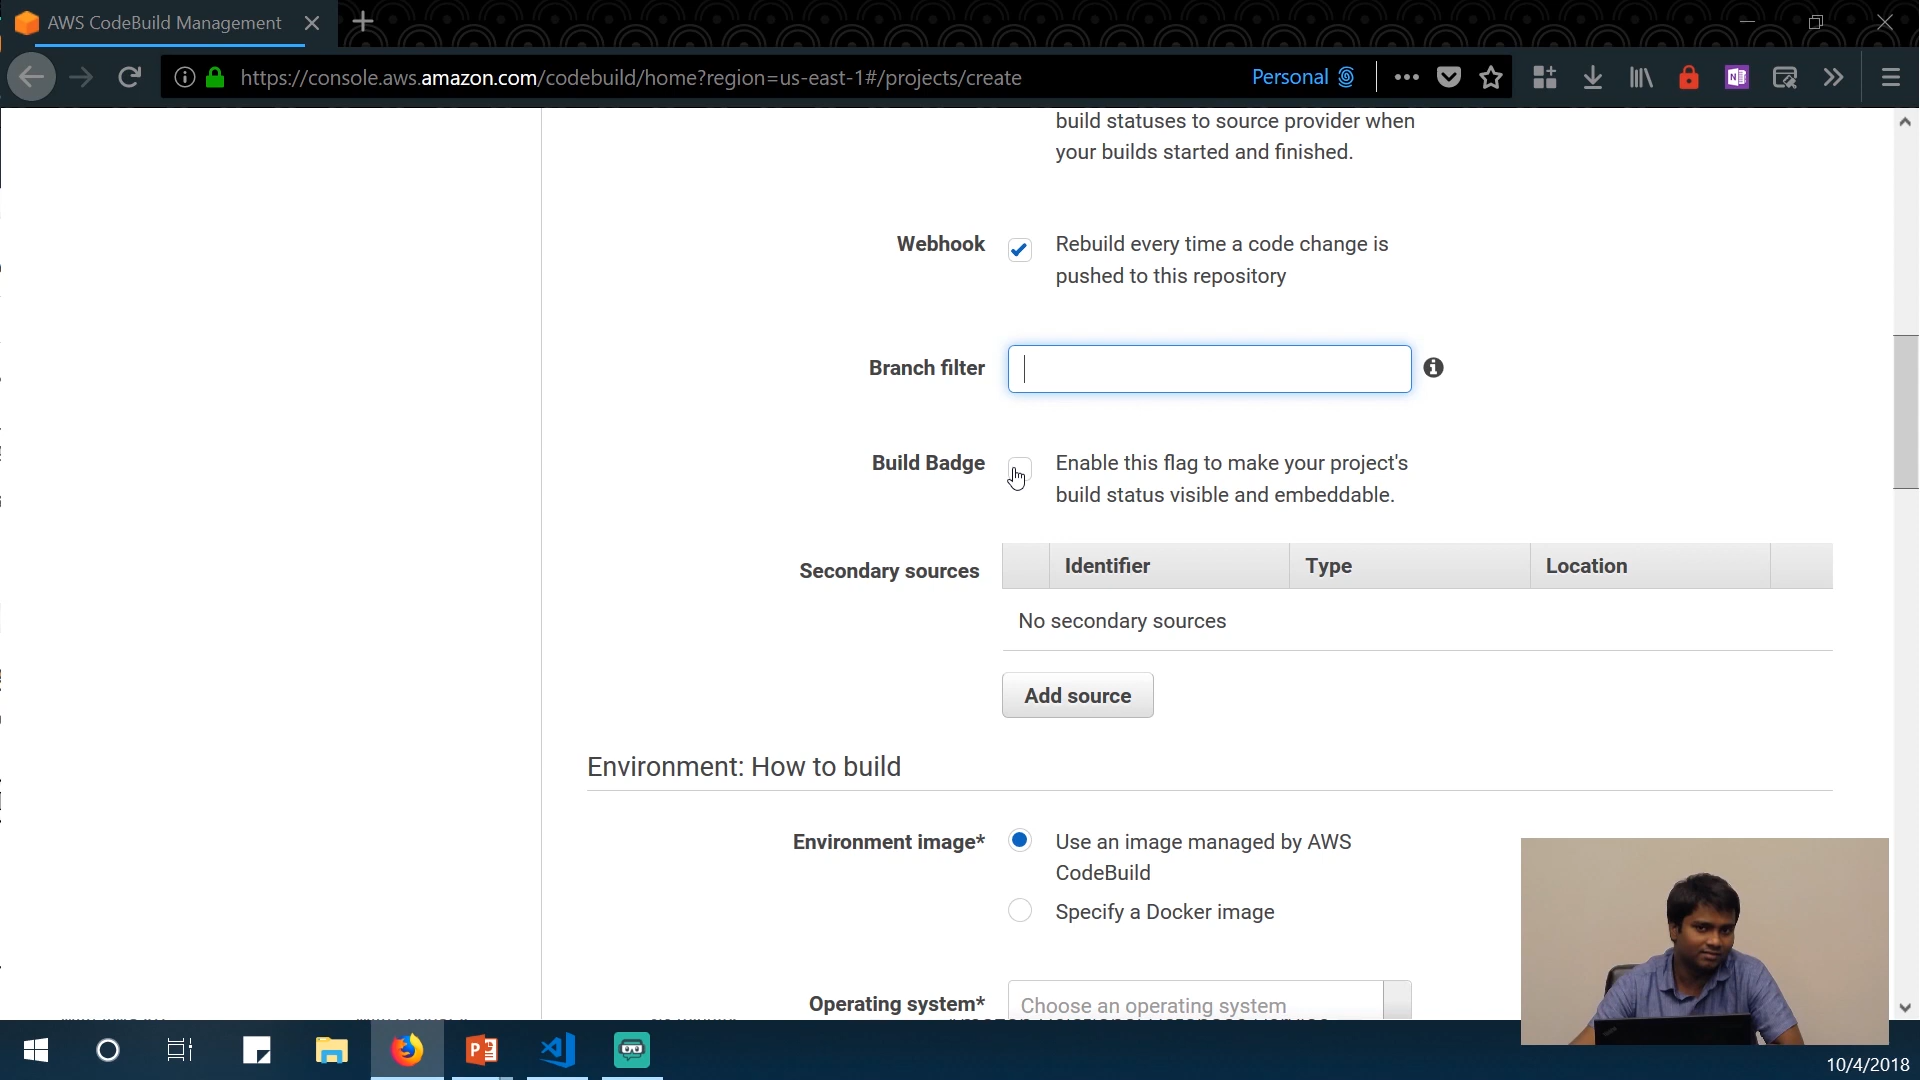 AWS CodeBuild Management
https://console.aws.amazon.com/codebuild/home?region=us-east-1#/projects/create
Personal
build statuses to source provider when
your builds started and finished.
Webhook
Rebuild every time a code change is
pushed to this repository
Branch filter
Build Badge
Enable this flag to make your project's
build status visible and embeddable.
Secondary sources
Identifier
Type
Location
No secondary sources
Add source
Environment: How to build
Environment image*
Use an image managed by AWS
CodeBuild
Specify a Docker image
Operating system*
Choose an operating system
10/4/2018